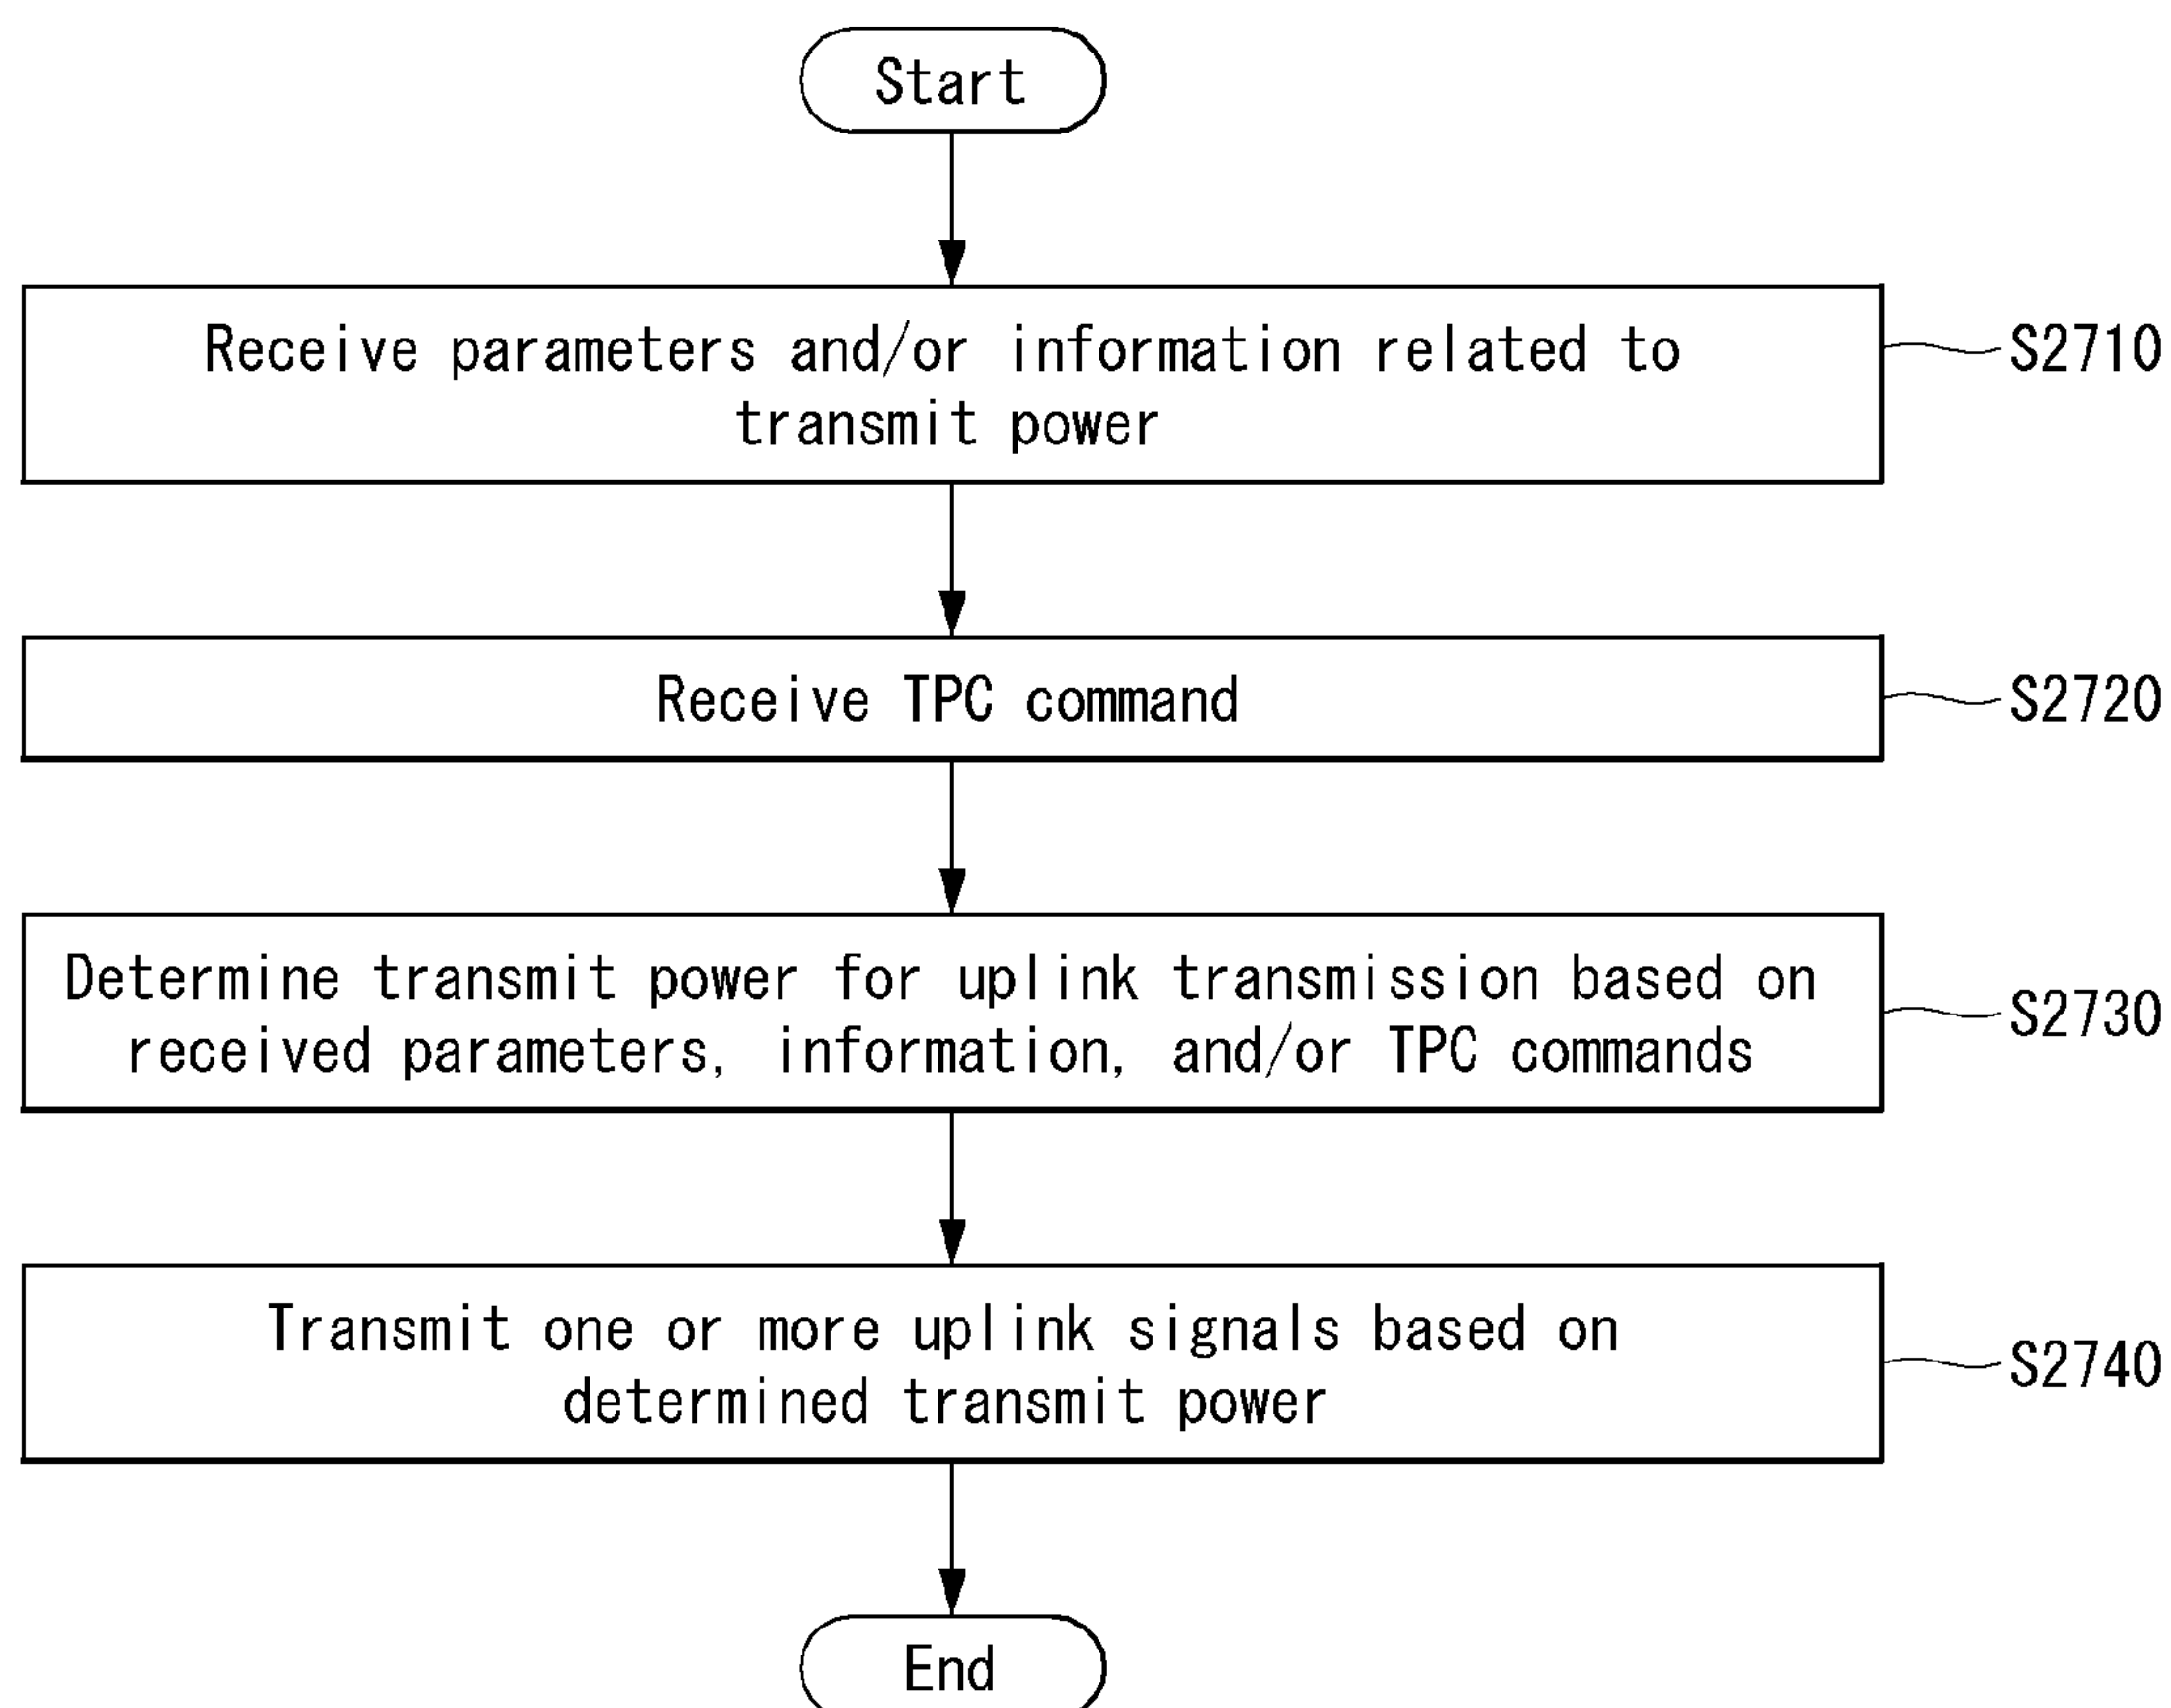 Start
Receive parameters and/or information related to
transmit power
S2710
Receive TPC command
S2720
Determine transmit power for uplink transmission based on
received parameters, information, and/or TPC commands
S2730
Transmit one or more uplink signals based on
determined transmit power
S2740
End